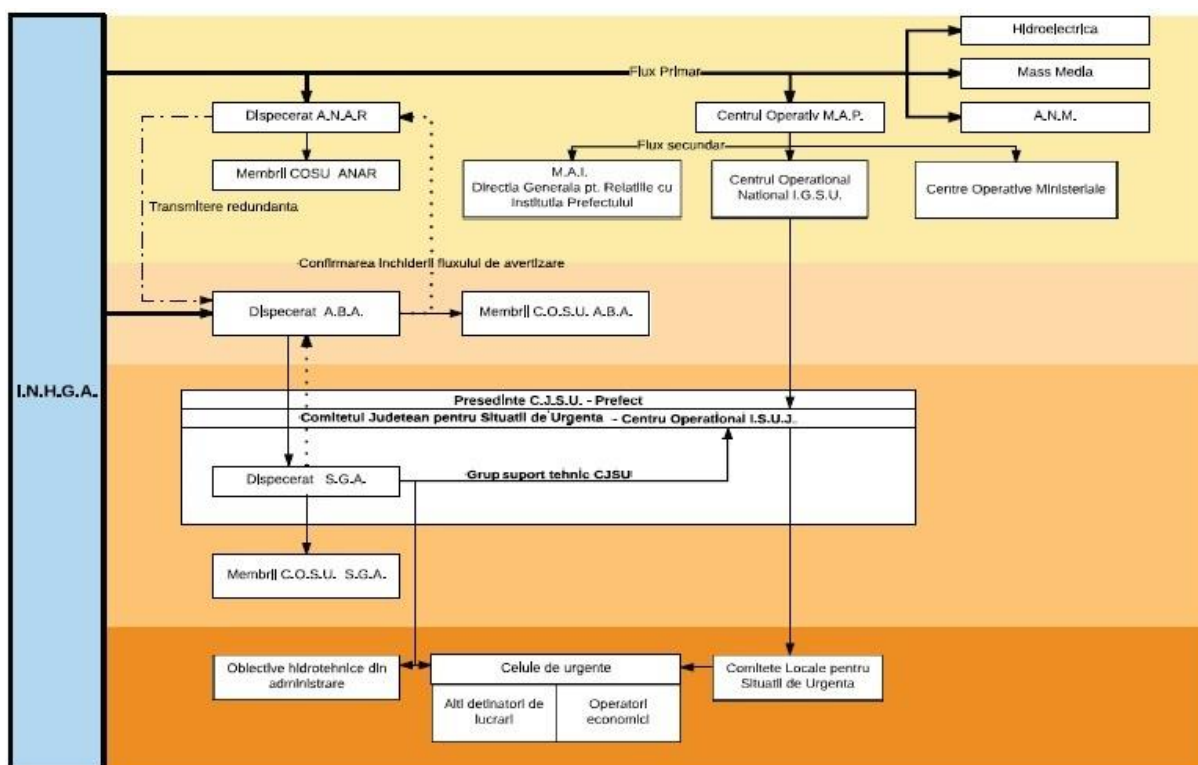 Hidroelectrica
Flux Primar
Mass Media
Dispecerat A.N.A.R
Centrul Operativ M.A.P.
A.N.M.
Flux secundar
Membrii COSU ANAR
M.A.I.
Directia Generala pt. Relatiile cu
Institutia Prefectului
Centrul Operational
National I.G.S.U.
Centre Operative Ministeriale
Transmitere redundanta
Confirmarea inchiderii fluxului de avertizare
Dispecerat A.B.A.
Membrii C.O.S.U. A.B.A.
I.N.H.G.A.
Presedinte C.J.S.U. - Prefect
Comitetul Judetean pentru Situatii de Urgenta - Centru Operational I.S.U.J.
Dispecerat S.G.A.
Grup suport tehnic CJSU
Membrii C.O.S.U. S.G.A.
Obiective hidrotehnice din
administrare
Celule de urgente
Alti detinatori de
lucrari
Operatori
economici
Comitete Locale pentru
Situatii de Urgenta